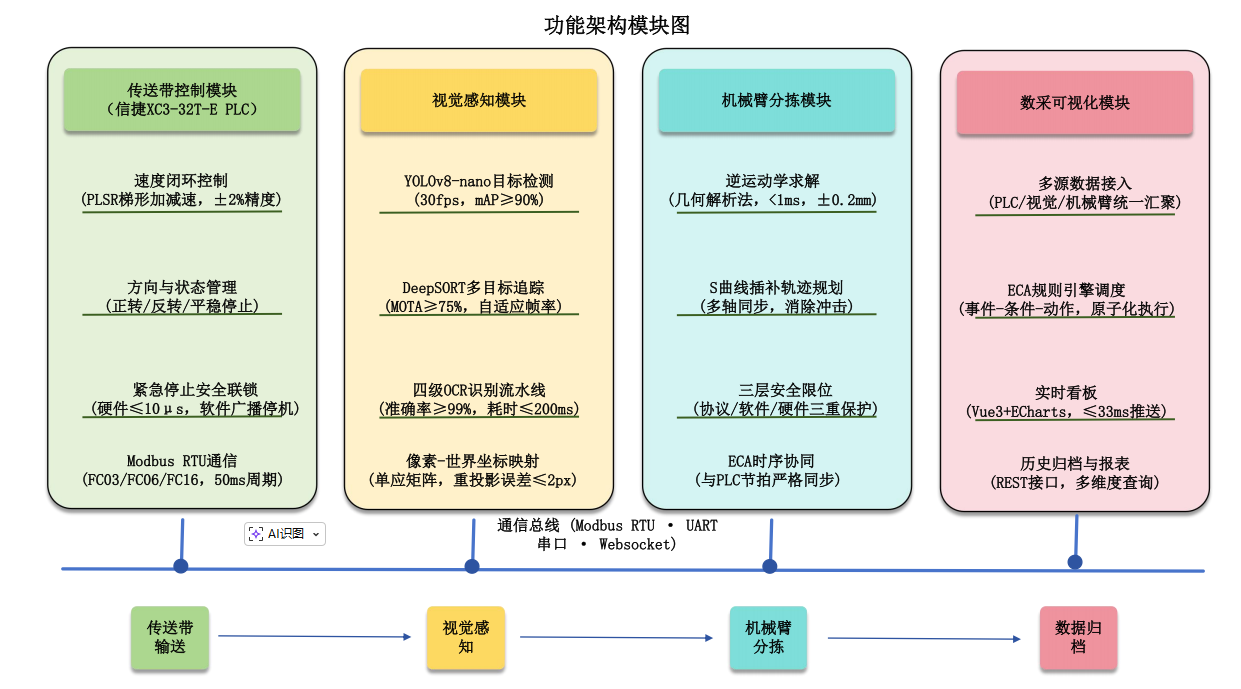 功能架构模块图
传送带控制模块
（信捷XC3-32T-E PLC）
速度闭环控制
(PLSR梯形加减速，±2%精度)
方向与状态管理
(正转/反转/平稳停止)
紧急停止安全联锁
(硬件≤10μs，软件广播停机)
Modbus RTU通信
(FC03/FC06/FC16，50ms周期)
视觉感知模块
YOLOv8-nano目标检测
(30fps，mAP≥90%)
DeepSORT多目标追踪
(MOTA≥75%，自适应帧率)
四级OCR识别流水线
(准确率≥99%，耗时≤200ms)
像素-世界坐标映射
(单应矩阵，重投影误差≤2px)
机械臂分拣模块
逆运动学求解
(几何解析法，<1ms，±0.2mm)
S曲线插补轨迹规划
(多轴同步，消除冲击)
三层安全限位
(协议/软件/硬件三重保护)
ECA时序协同
(与PLC节拍严格同步)
数采可视化模块
多源数据接入
(PLC/视觉/机械臂统一汇聚)
ECA规则引擎调度
(事件-条件-动作，原子化执行)
实时看板
(Vue3+ECharts，≤33ms推送)
历史归档与报表
(REST接口，多维度查询)
AI识图
通信总线 (Modbus RTU • UART
串口 • Websocket)
传送带
输送
视觉感
知
机械臂
分拣
数据归
档